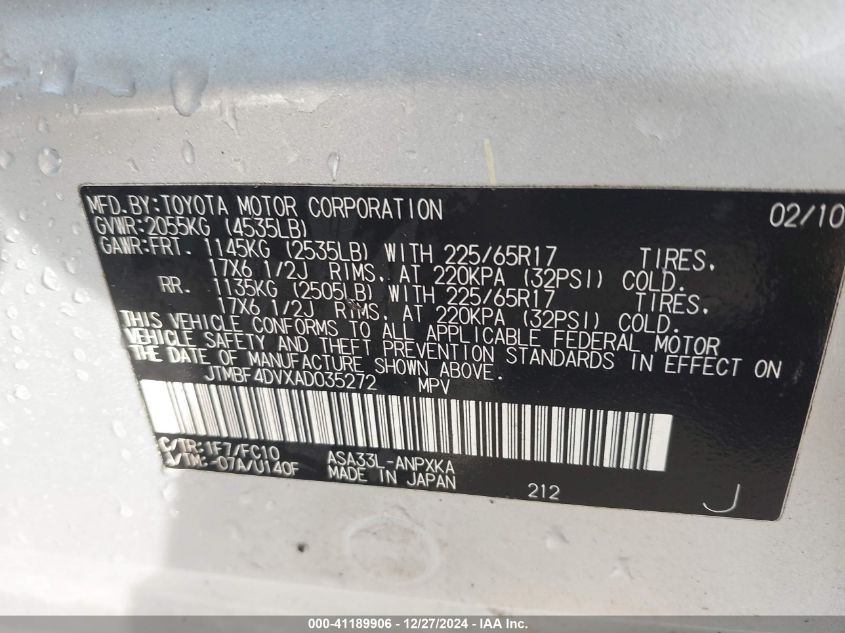 MFD.BY:TOYOTA MOTOR CORPORATION 02/10
GVWR:2055KG (4535LB)
GAWR:FRT. 1145KG (2535LB) WITH 225/65R17 TIRES,
17X6 1/2J RIMS, AT 220KPA (32PSI) COLD.
RR. 1135KG (2505LB) WITH 225/65R17 TIRES,
17X6 1/2J RIMS, AT 220KPA (32PSI) COLD.
THIS VEHICLE CONFORMS TO ALL APPLICABLE FEDERAL MOTOR
VEHICLE SAFETY AND THEFT PREVENTION STANDARDS IN EFFECT ON
THE DATE OF MANUFACTURE SHOWN ABOVE.
JTMBF4DVXAD035272 MPV
C/TR:1F7/FC10 ASA33L-ANPXKA
A/TM:-07A/U140F MADE IN JAPAN 212 J
000-41189906 - 12/27/2024 - IAA Inc.